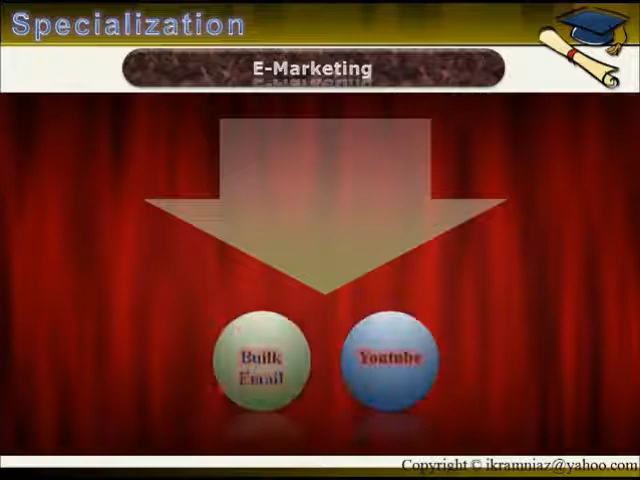 Specialization
E-Marketing
Bulk
Email
Youtube
Copyright © ikramniaz@yahoo.com